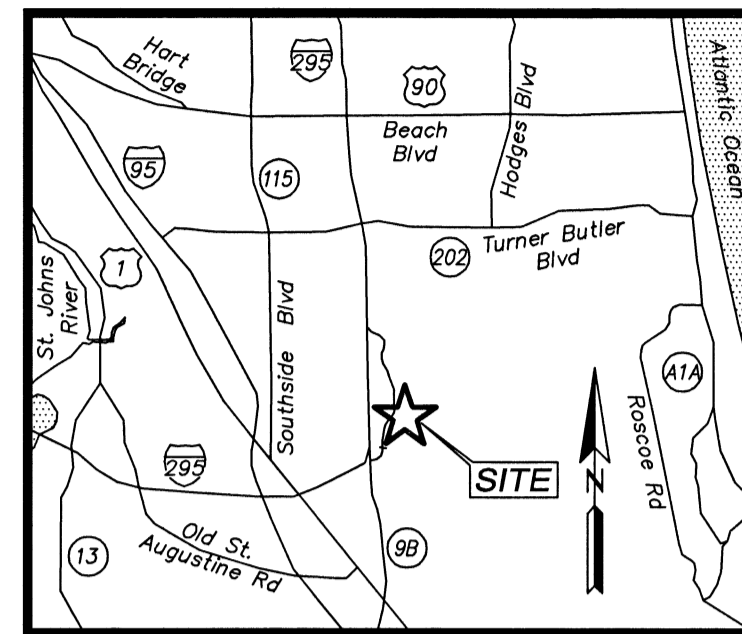 Hart
Bridge
295
90
Atlantic Ocean
Beach
Blvd
Hodges Blvd
95
115
Turner Butler
Blvd
202
1
St. Johns
River
Southside Blvd
A1A
Roscoe Rd
SITE
N
295
Old St.
Augustine Rd
13
9B